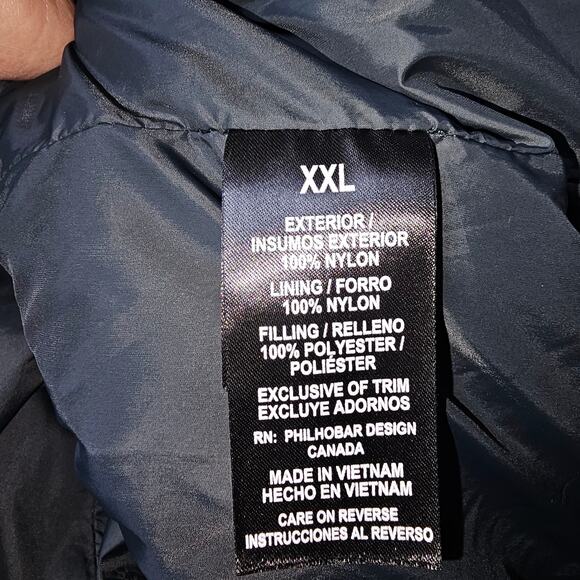 XXL
EXTERIOR /
INSUMOS EXTERIOR
100% NYLON
LINING / FORRO
100% NYLON
FILLING / RELLENO
100% POLYESTER /
POLIÉSTER
EXCLUSIVE OF TRIM
EXCLUYE ADORNOS
RN: PHILHOBAR DESIGN
CANADA
MADE IN VIETNAM
HECHO EN VIETNAM
CARE ON REVERSE
INSTRUCCIONES AL REVERSO